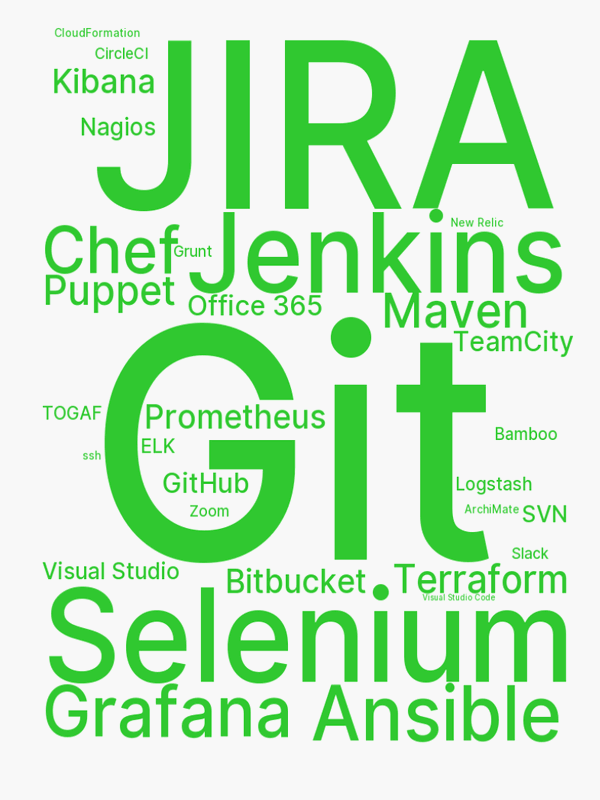 CloudFormation
CircleCI
JIRA
Kibana
Nagios
New Relic
Chef
Grunt
Jenkins
Puppet
Office 365
Maven
TeamCity
Git
TOGAF
Prometheus
Bamboo
ELK
ssh
GitHub
Logstash
Zoom
ArchiMate
SVN
Slack
Visual Studio
Bitbucket
Terraform
Visual Studio Code
Selenium
Grafana
Ansible